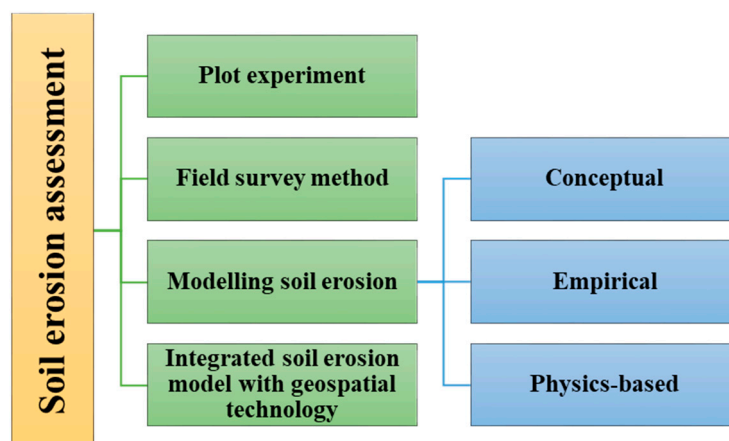 Soil erosion assessment
Plot experiment
Field survey method
Modelling soil erosion
Integrated soil erosion
model with geospatial
technology
Conceptual
Empirical
Physics-based